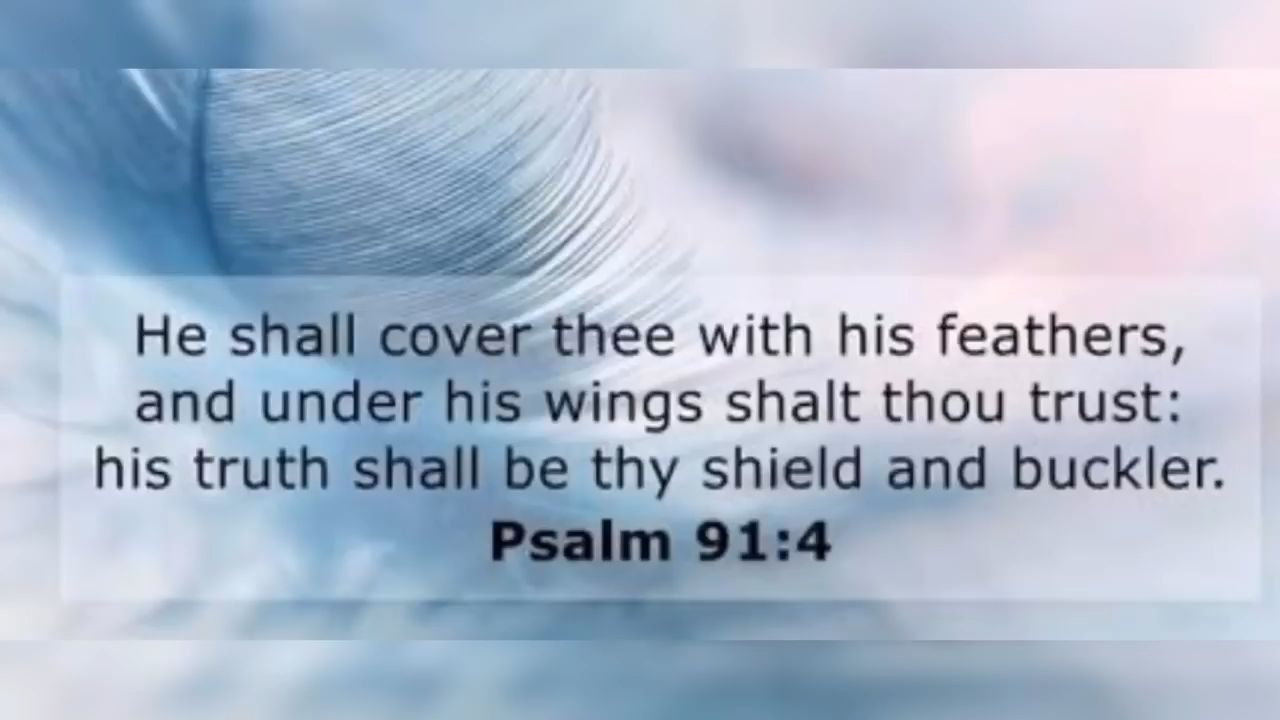 He shall cover thee with his feathers,
and under his wings shalt thou trust:
his truth shall be thy shield and buckler.
Psalm 91:4